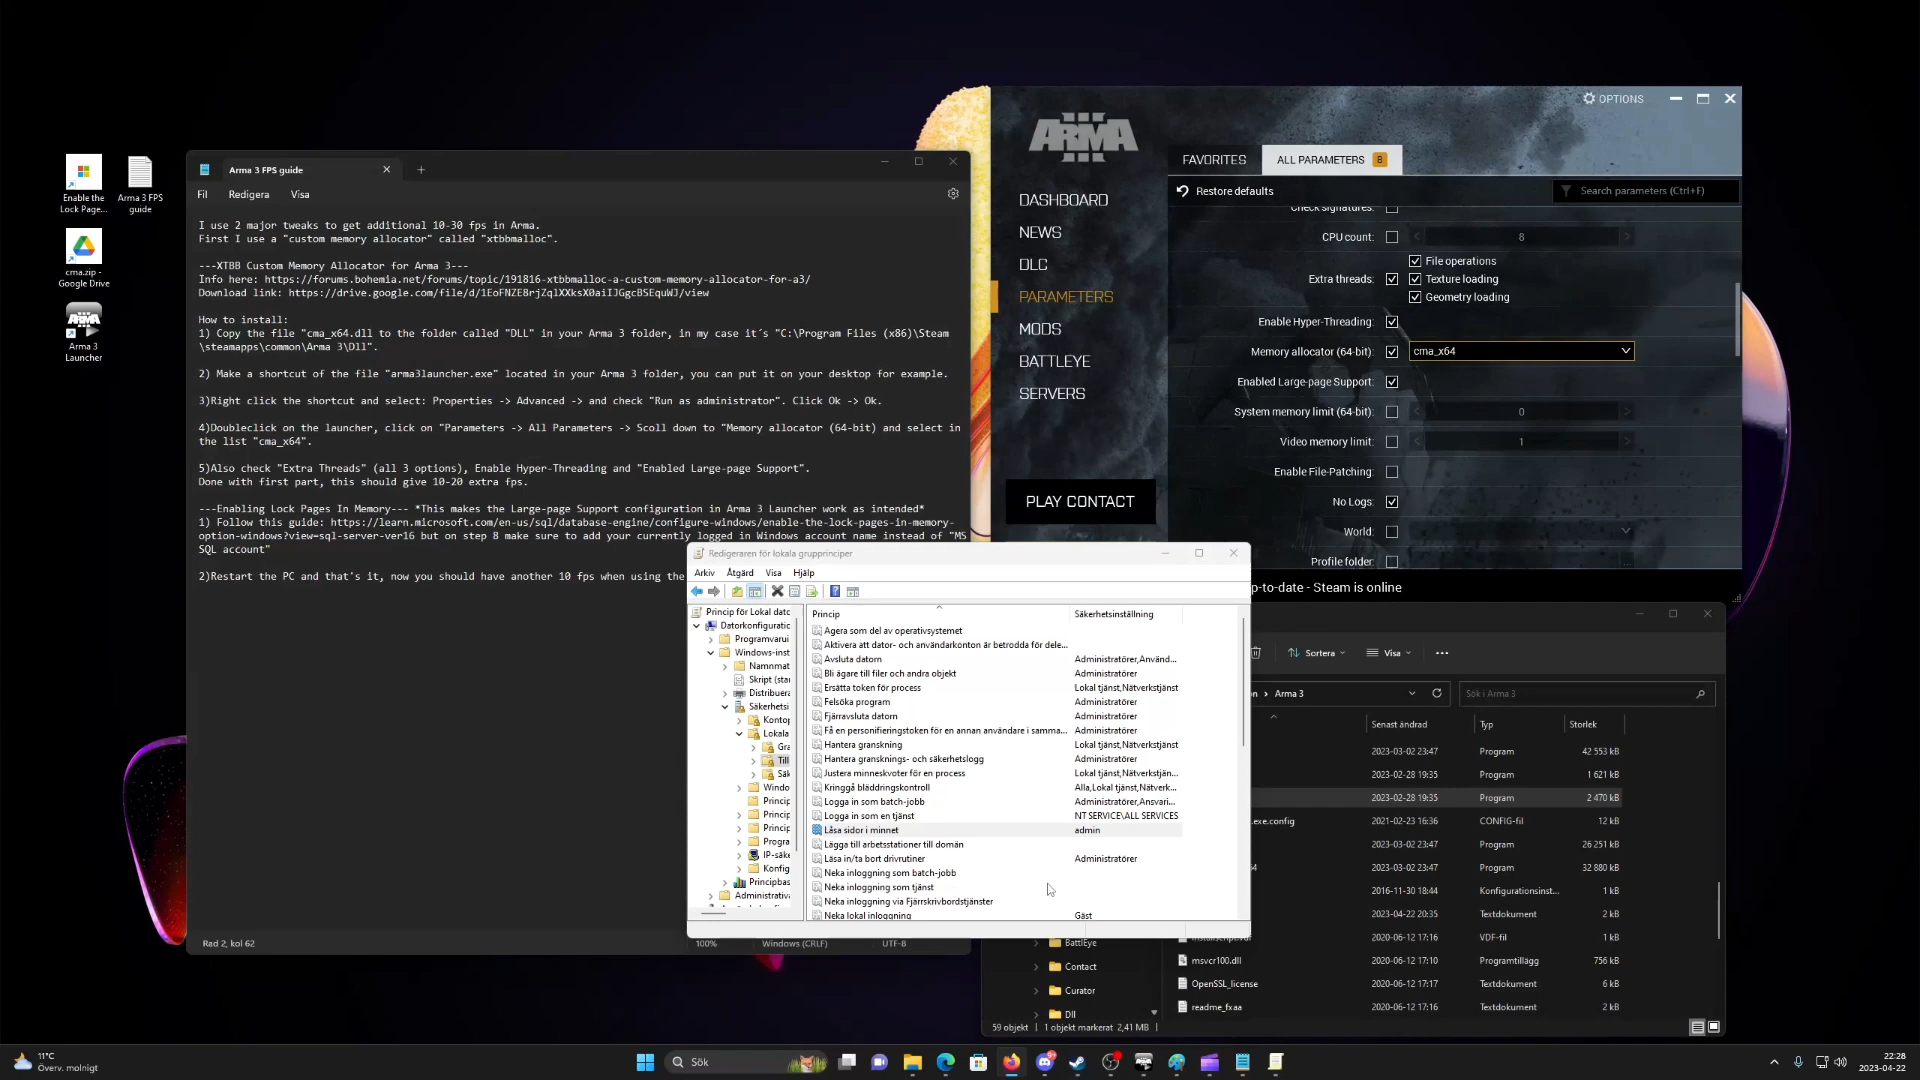 Enable the
Lock Page...
Arma 3 FPS
guide
cma.zip -
Google Drive
ARMA
Arma 3
Launcher
Arma 3 FPS guide
Fil
Redigera
Visa
I use 2 major tweaks to get additional 10-30 fps in Arma.
First I use a "custom memory allocator" called "xtbbmalloc".
---XTBB Custom Memory Allocator for Arma 3---
Info here: https://forums.bohemia.net/forums/topic/191816-xtbbmalloc-a-custom-memory-allocator-for-a3/
Download link: https://drive.google.com/file/d/1EoFNZE8rjZqlXXksX0aiIJGgcBSEquWJ/view
How to install:
1) Copy the file "cma_x64.dll to the folder called "DLL" in your Arma 3 folder, in my case it´s "C:\Program Files (x86)\Steam
\steamapps\common\Arma 3\Dll".
2) Make a shortcut of the file "arma3launcher.exe" located in your Arma 3 folder, you can put it on your desktop for example.
3)Right click the shortcut and select: Properties -> Advanced -> and check "Run as administrator". Click Ok -> Ok.
4)Doubleclick on the launcher, click on "Parameters -> All Parameters -> Scoll down to "Memory allocator (64-bit) and select in
the list "cma_x64".
5)Also check "Extra Threads" (all 3 options), Enable Hyper-Threading and "Enabled Large-page Support".
Done with first part, this should give 10-20 extra fps.
---Enabling Lock Pages In Memory--- *This makes the Large-page Support configuration in Arma 3 Launcher work as intended*
1) Follow this guide: https://learn.microsoft.com/en-us/sql/database-engine/configure-windows/enable-the-lock-pages-in-memory-
option-windows?view=sql-server-ver16 but on step 8 make sure to add your currently logged in Windows account name instead of "MS
SQL account"
2)Restart the PC and that's it, now you should have another 10 fps when using the
Rad 2, kol 62
100%
Windows (CRLF)
UTF-8
OPTIONS
ARMA III
DASHBOARD
NEWS
DLC
PARAMETERS
MODS
BATTLEYE
SERVERS
PLAY CONTACT
FAVORITES
ALL PARAMETERS 8
Restore defaults
Search parameters (Ctrl+F)
Check signatures:
CPU count:
8
File operations
Extra threads:
Texture loading
Geometry loading
Enable Hyper-Threading:
Memory allocator (64-bit):
cma_x64
Enabled Large-page Support:
System memory limit (64-bit):
0
Video memory limit:
1
Enable File-Patching:
No Logs:
World:
Profile folder:
p-to-date - Steam is online
Redigeraren för lokala grupprinciper
Arkiv
Åtgärd
Visa
Hjälp
Princip för Lokal dato
Datorkonfiguratio
Programvarui
Windows-inst
Namnmat
Skript (star
Distribuera
Säkerhetsi
Kontop
Lokala
Gra
Till
Säk
Windo
Princip
Princip
Princip
Progra
IP-säke
Konfig
Principbas
Administrativa
Princip
Säkerhetsinställning
Agera som del av operativsystemet
Aktivera att dator- och användarkonton är betrodda för dele...
Avsluta datorn
Administratörer,Använd...
Bli ägare till filer och andra objekt
Administratörer
Ersätta token för process
Lokal tjänst,Nätverkstjänst
Felsöka program
Administratörer
Fjärravsluta datorn
Administratörer
Få en personifieringstoken för en annan användare i samma...
Administratörer
Hantera granskning
Lokal tjänst,Nätverkstjänst
Hantera gransknings- och säkerhetslogg
Administratörer
Justera minneskvoter för en process
Lokal tjänst,Nätverkstjän...
Kringgå bläddringskontroll
Alla,Lokal tjänst,Nätverk...
Logga in som batch-jobb
Administratörer,Ansvari...
Logga in som en tjänst
NT SERVICE\ALL SERVICES
Låsa sidor i minnet
admin
Lägga till arbetsstationer till domän
Läsa in/ta bort drivrutiner
Administratörer
Neka inloggning som batch-jobb
Neka inloggning som tjänst
Neka inloggning via Fjärrskrivbordstjänster
Neka lokal inloggning
Gäst
Sortera
Visa
Arma 3
Sök i Arma 3
Senast ändrad
Typ
Storlek
2023-03-02 23:47
Program
42 553 kB
2023-02-28 19:35
Program
1 621 kB
2023-02-28 19:35
Program
2 470 kB
.exe.config
2021-02-23 16:36
CONFIG-fil
12 kB
2023-03-02 23:47
Program
26 251 kB
64
2023-03-02 23:47
Program
32 880 kB
2016-11-30 18:44
Konfigurationsinst...
1 kB
2023-04-22 20:35
Textdokument
2 kB
2020-06-12 17:16
VDF-fil
1 kB
msvcr100.dll
2020-06-12 17:10
Programtillägg
756 kB
OpenSSL_license
2020-06-12 17:17
Textdokument
6 kB
readme_fxaa
2020-06-12 17:16
Textdokument
2 kB
BattlEye
Contact
Curator
Dll
59 objekt
1 objekt markerat 2,41 MB
11°C
Överv. molnigt
Sök
22:28
2023-04-22